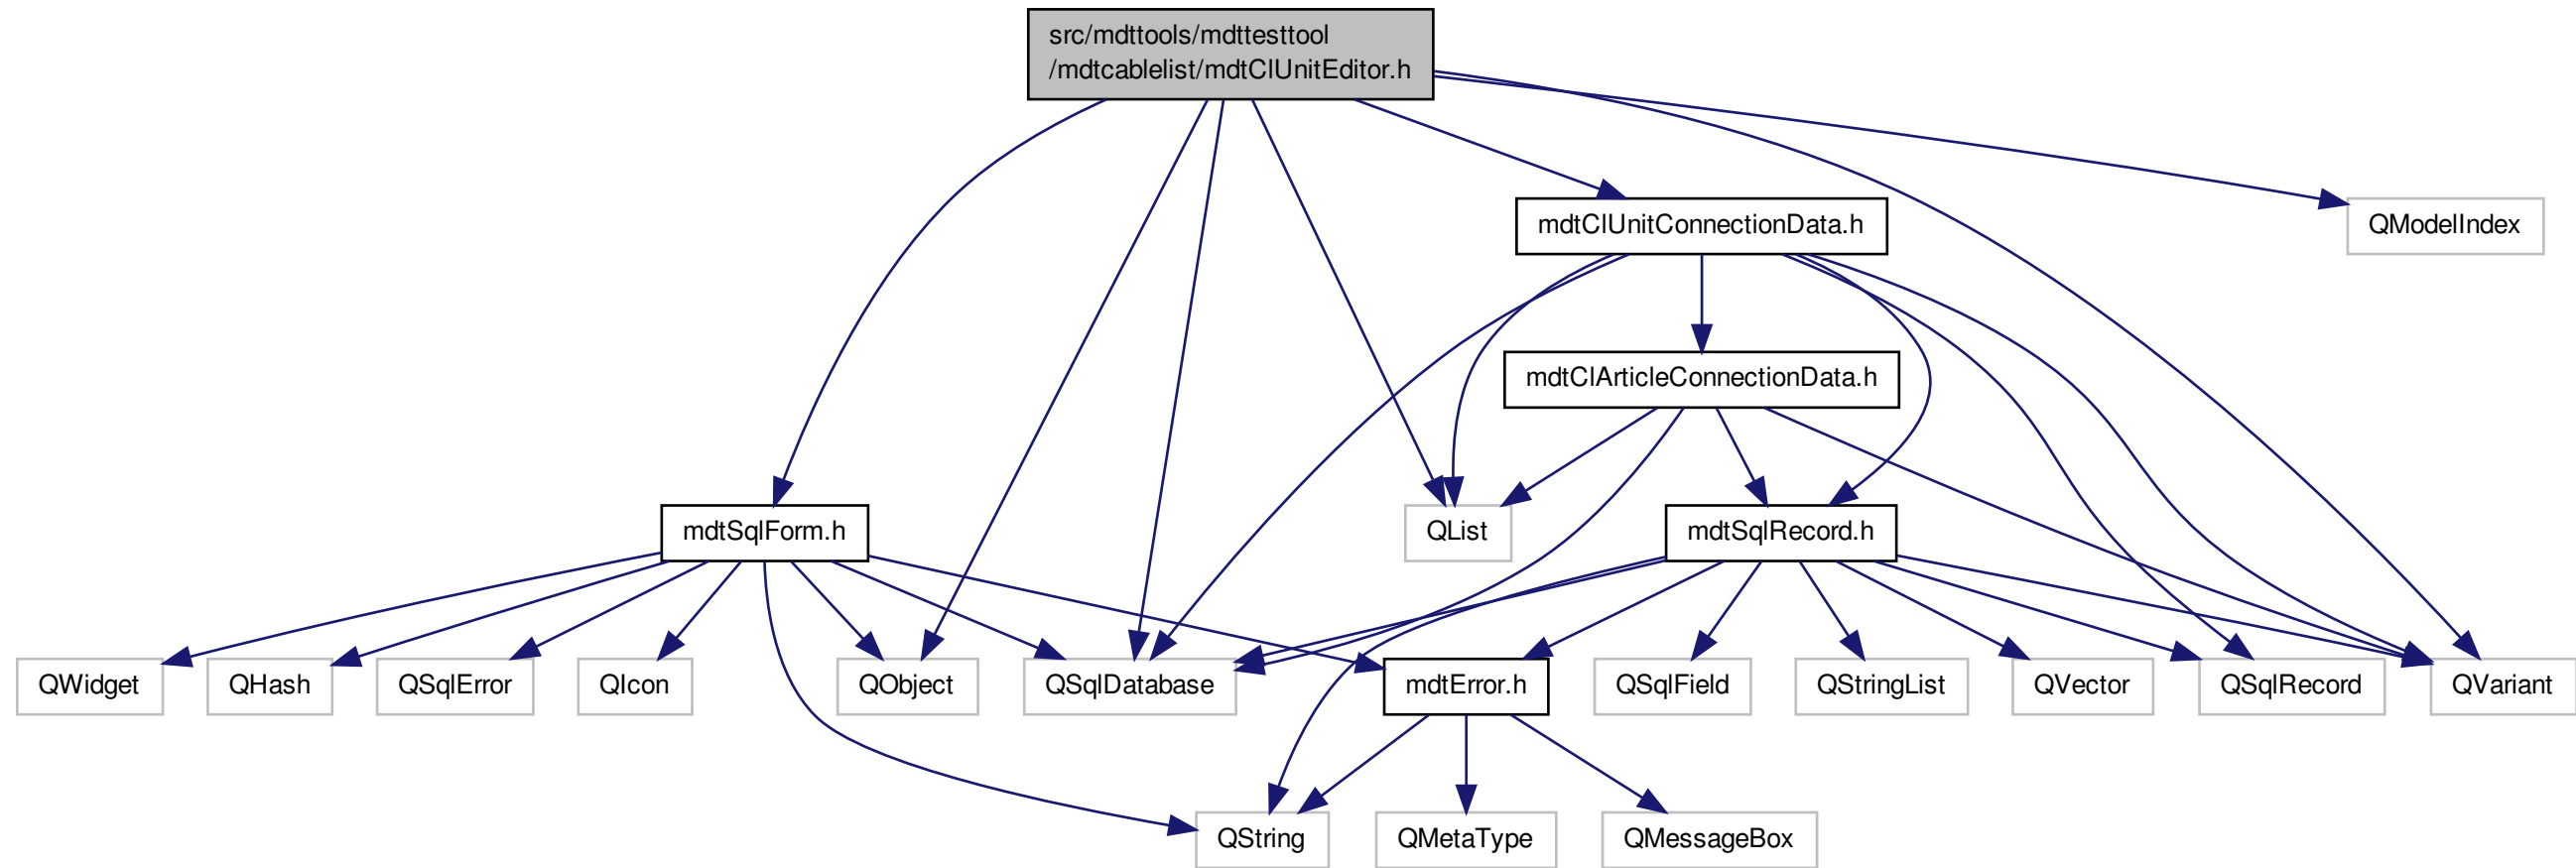 src/mdttools/mdttesttool
/mdtcablelist/mdtClUnitEditor.h
mdtClUnitConnectionData.h
QModelIndex
mdtClArticleConnectionData.h
mdtSqlForm.h
QList
mdtSqlRecord.h
QWidget
QHash
QSqlError
QIcon
QObject
QSqlDatabase
mdtError.h
QSqlField
QStringList
QVector
QSqlRecord
QVariant
QString
QMetaType
QMessageBox